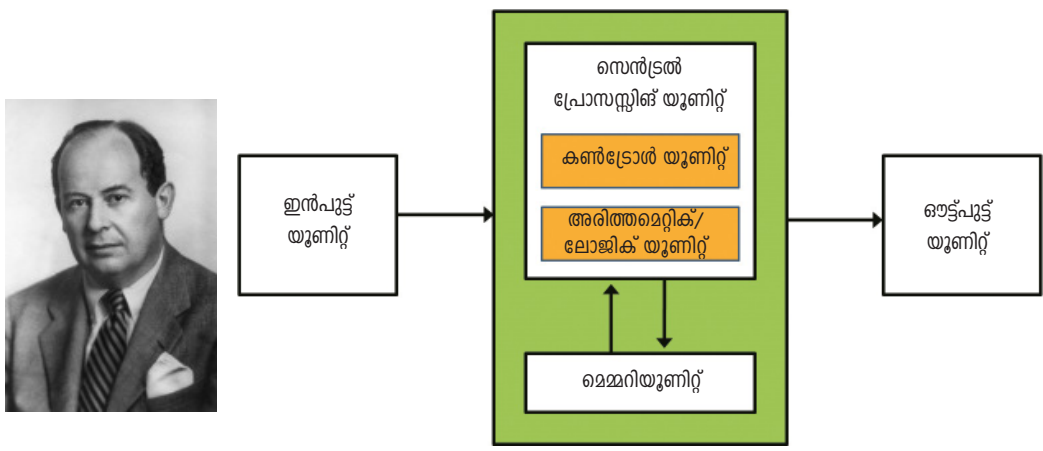 ഇൻപുട്ട്
യൂണിറ്റ്
സെൻട്രൽ
പ്രോസസ്സിങ് യൂണിറ്റ്
കൺട്രോൾ യൂണിറ്റ്
അരിത്തമെറ്റിക്/
ലോജിക് യൂണിറ്റ്
മെമ്മറിയൂണിറ്റ്
ഔട്ട്പുട്ട്
യൂണിറ്റ്